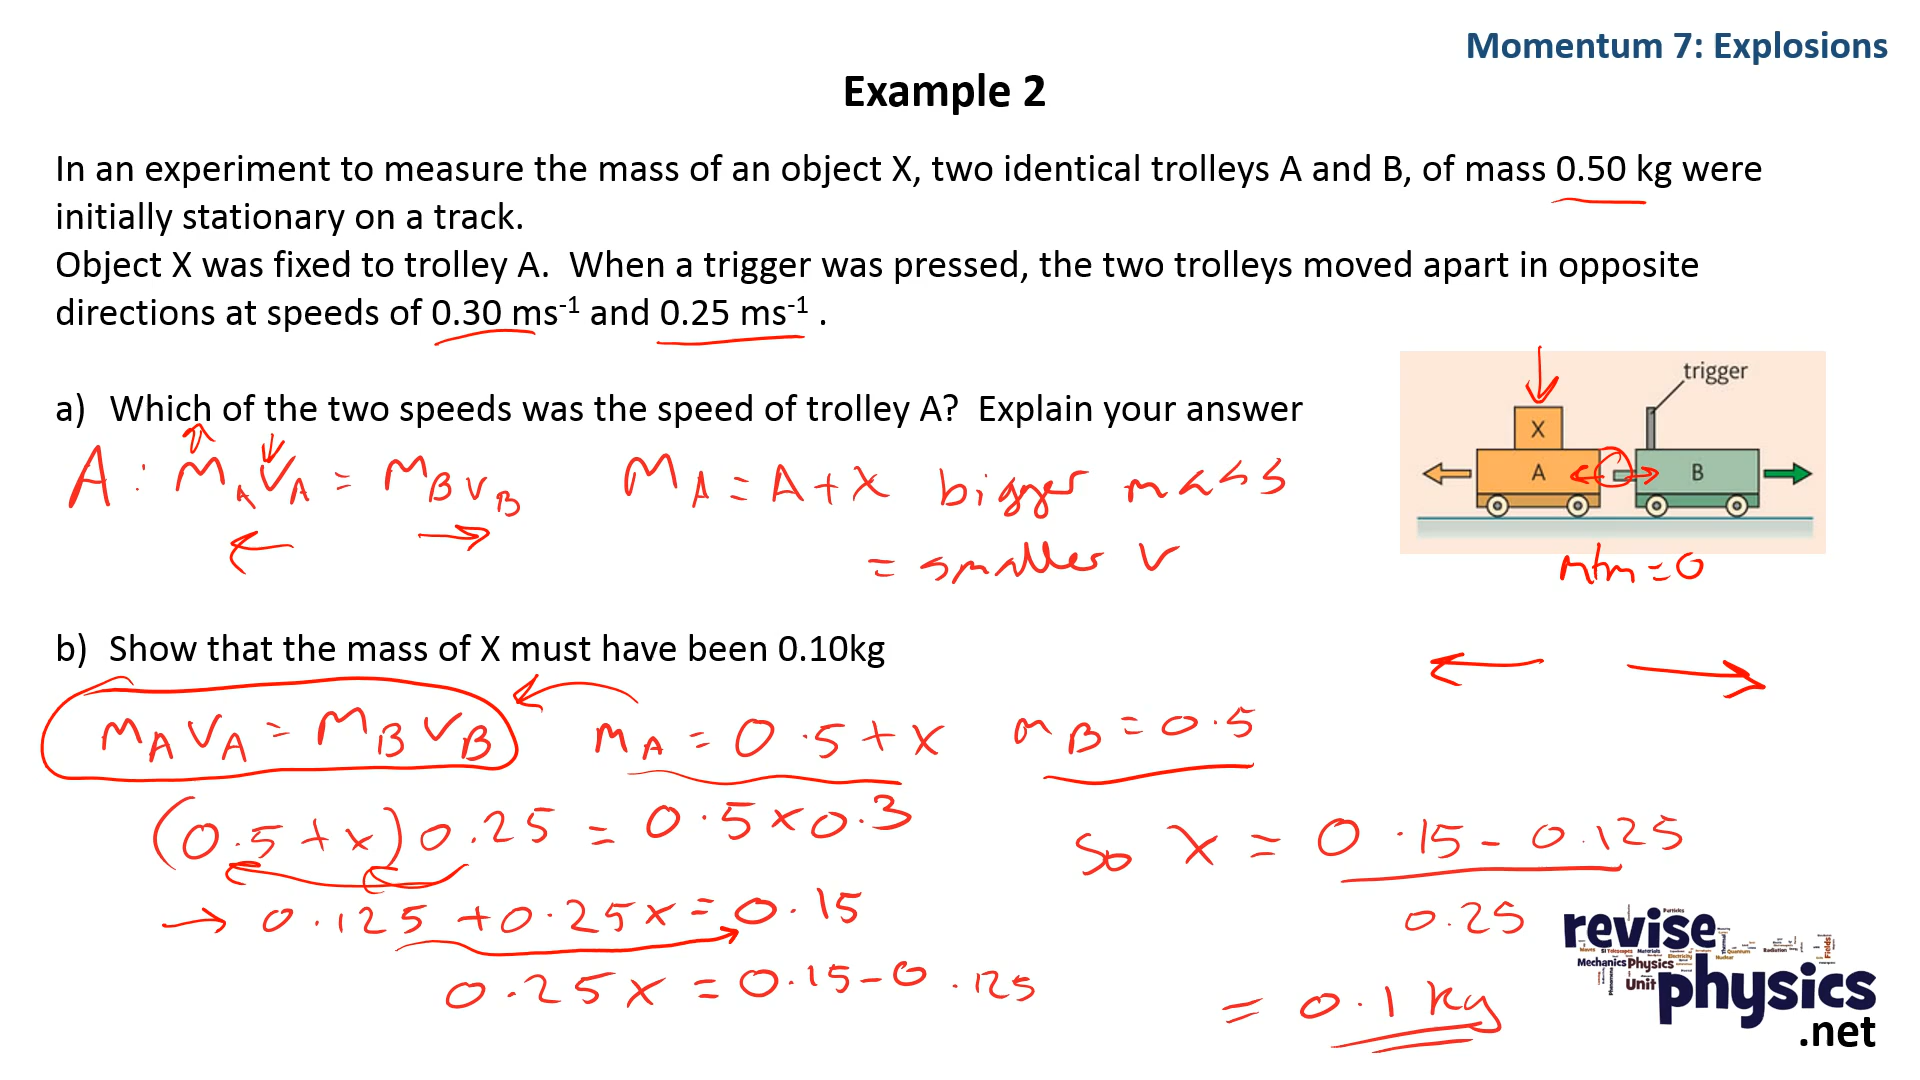 Momentum 7: Explosions
Example 2
In an experiment to measure the mass of an object X, two identical trolleys A and B, of mass 0.50 kg were
initially stationary on a track.
Object X was fixed to trolley A. When a trigger was pressed, the two trolleys moved apart in opposite
directions at speeds of 0.30 ms-1 and 0.25 ms-1 .
a) Which of the two speeds was the speed of trolley A? Explain your answer
trigger
X
A
B
A: mAvA = mBvB
mA = A + X bigger mass
= smaller v
mtm = 0
b) Show that the mass of X must have been 0.10kg
mAvA = mBvB
mA = 0.5 + x
mB = 0.5
(0.5 + x) 0.25 = 0.5 x 0.3
0.125 + 0.25x = 0.15
0.25x = 0.15 - 0.125
So x = 0.15 - 0.125
0.25
= 0.1 kg
revise
Mechanics Physics
Unit
physics
.net